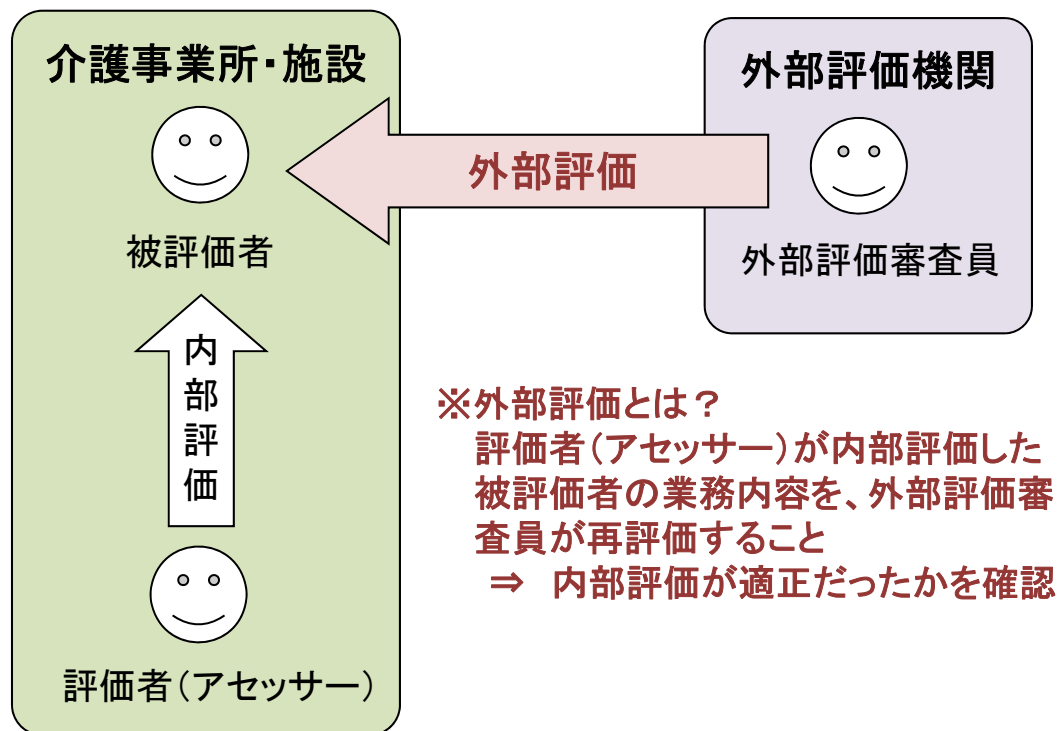 介護事業所・施設
被評価者
内部評価
評価者（アセッサー）
外部評価
外部評価機関
外部評価審査員
※外部評価とは？
評価者（アセッサー）が内部評価した
被評価者の業務内容を、外部評価審
査員が再評価すること
⇒　内部評価が適正だったかを確認